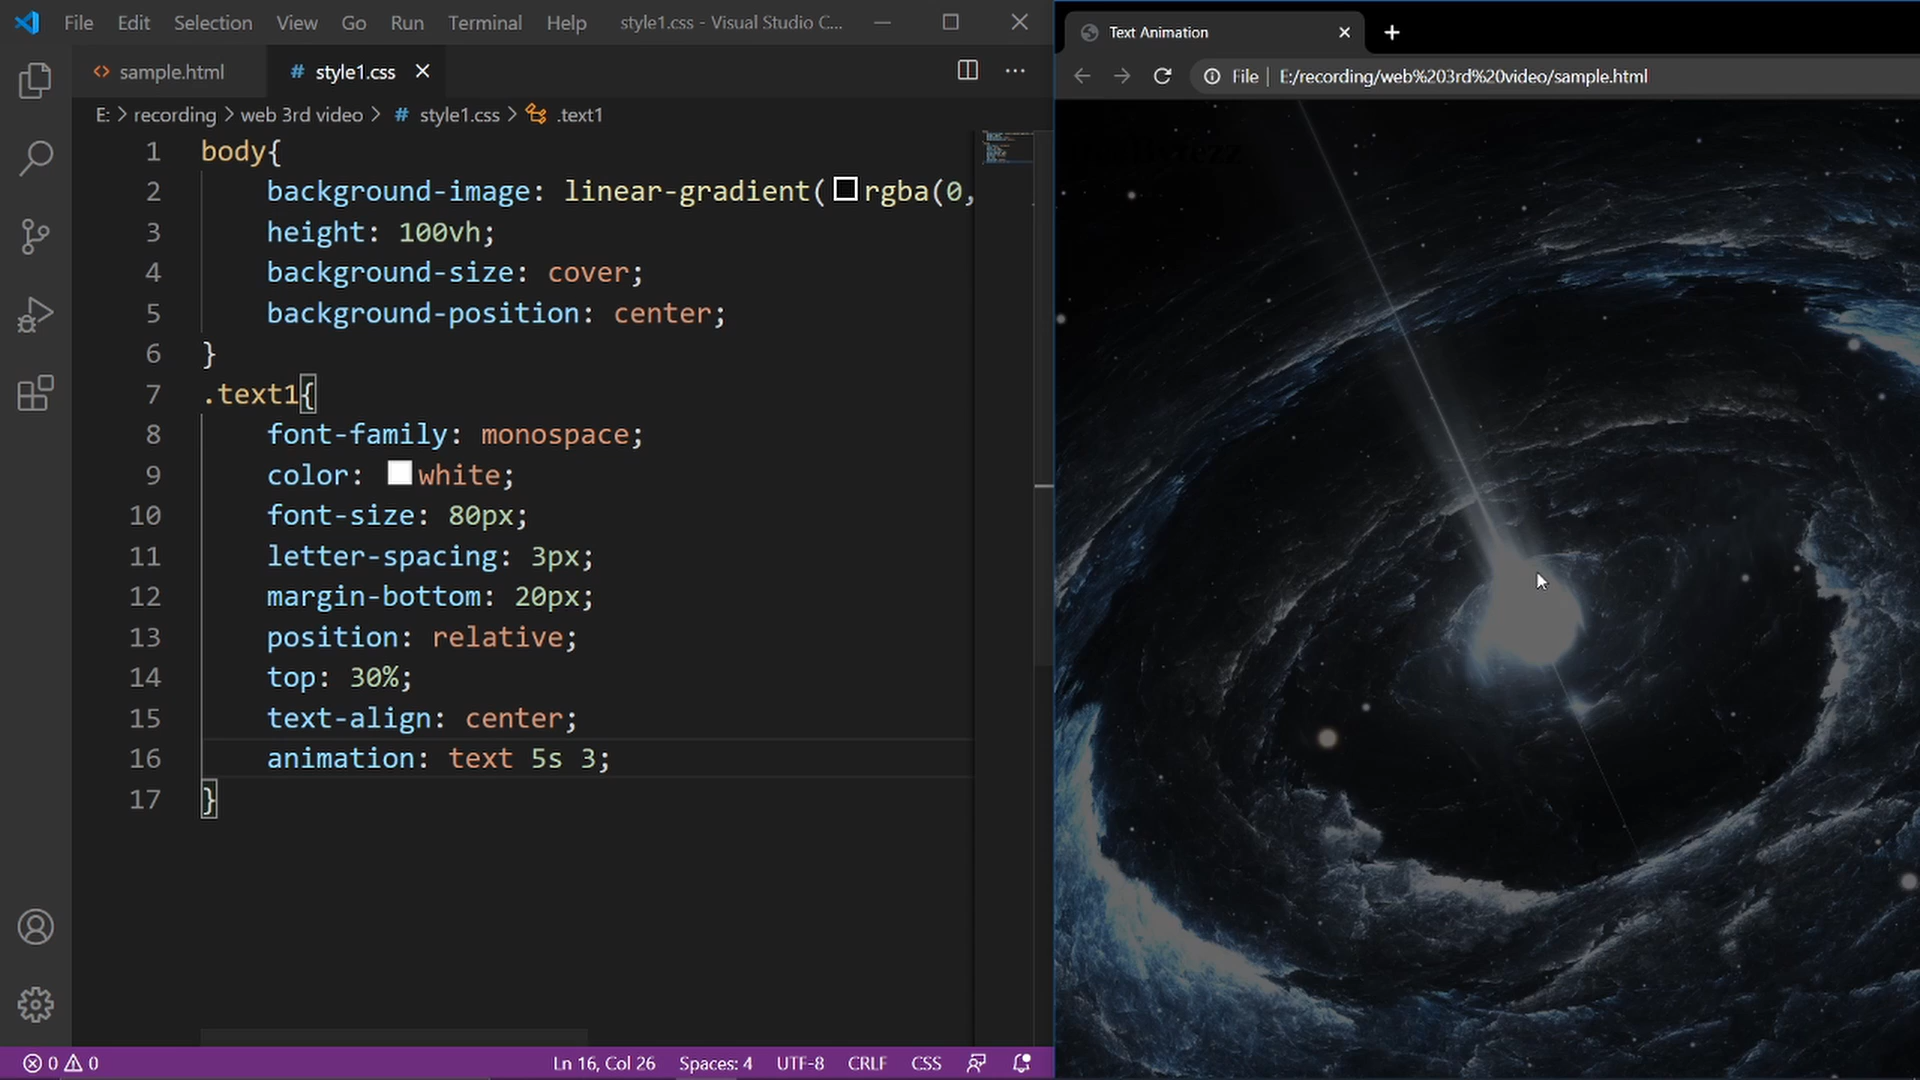 File Edit Selection View Go Run Terminal Help style1.css - Visual Studio C...
sample.html
# style1.css
E: > recording > web 3rd video > # style1.css > .text1
1 body{
2 background-image: linear-gradient(rgba(0,
3 height: 100vh;
4 background-size: cover;
5 background-position: center;
6 }
7 .text1{
8 font-family: monospace;
9 color: white;
10 font-size: 80px;
11 letter-spacing: 3px;
12 margin-bottom: 20px;
13 position: relative;
14 top: 30%;
15 text-align: center;
16 animation: text 5s 3;
17 }
0 0 Ln 16, Col 26 Spaces: 4 UTF-8 CRLF CSS
Text Animation
File | E:/recording/web%203rd%20video/sample.html